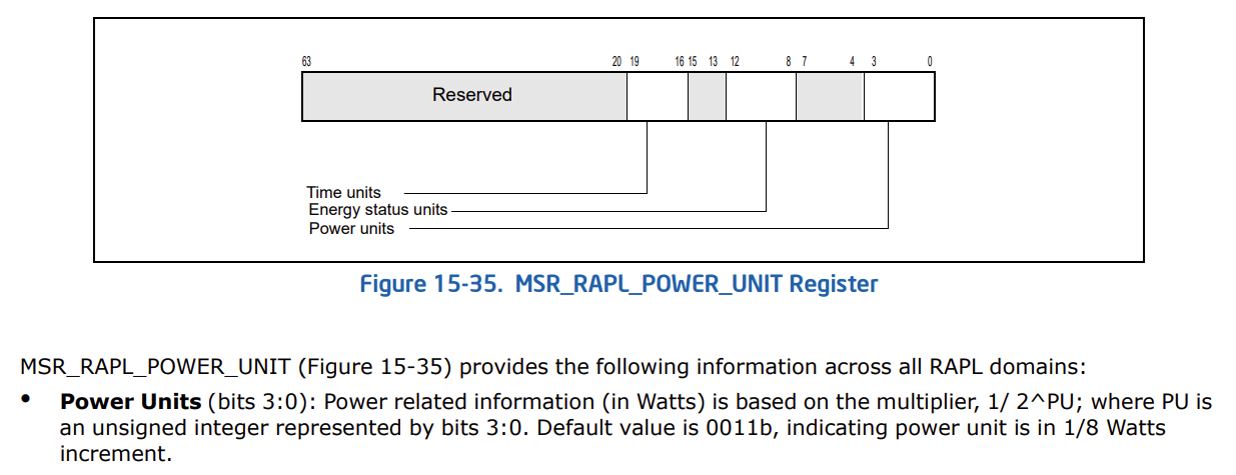 63 20 19 16 15 13 12 8 7 4 3 0
Reserved
Time units
Energy status units
Power units
Figure 15-35. MSR_RAPL_POWER_UNIT Register
MSR_RAPL_POWER_UNIT (Figure 15-35) provides the following information across all RAPL domains:
• Power Units (bits 3:0): Power related information (in Watts) is based on the multiplier, 1/ 2^PU; where PU is
an unsigned integer represented by bits 3:0. Default value is 0011b, indicating power unit is in 1/8 Watts
increment.